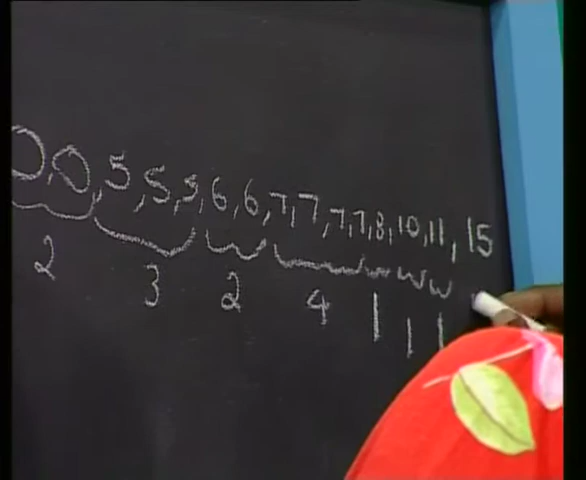 0, 0, 5, 5, 5, 6, 6, 7, 7, 7, 7, 8, 10, 11, 15
2 3 2 4 1 1 1